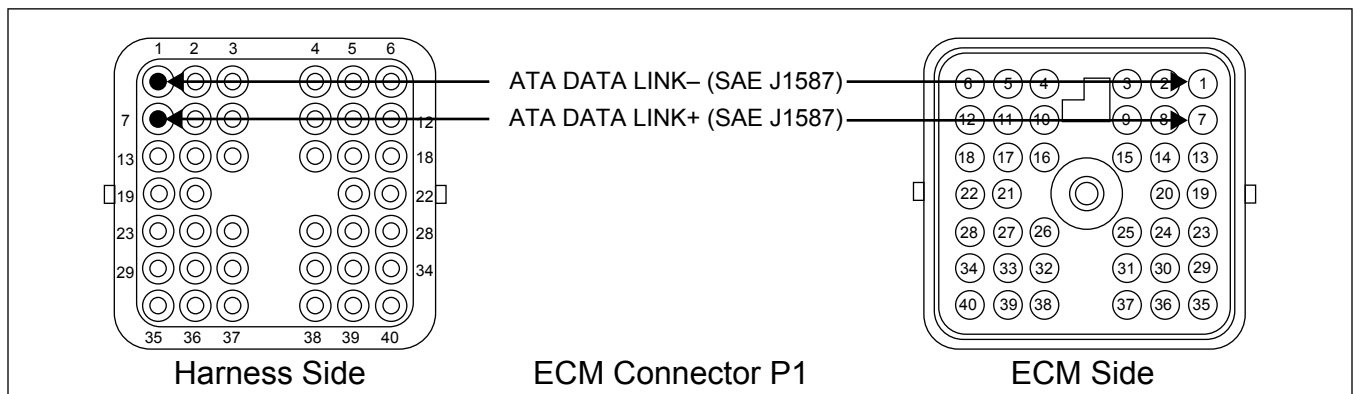 1 2 3 4 5 6
ATA DATA LINK– (SAE J1587)
6 5 4 3 2 1
7 12
ATA DATA LINK+ (SAE J1587)
12 11 10 9 8 7
13 18
18 17 16 15 14 13
19 22
22 21 20 19
23 28
28 27 26 25 24 23
29 34
34 33 32 31 30 29
40 39 38 37 36 35
35 36 37 38 39 40
Harness Side
ECM Connector P1
ECM Side